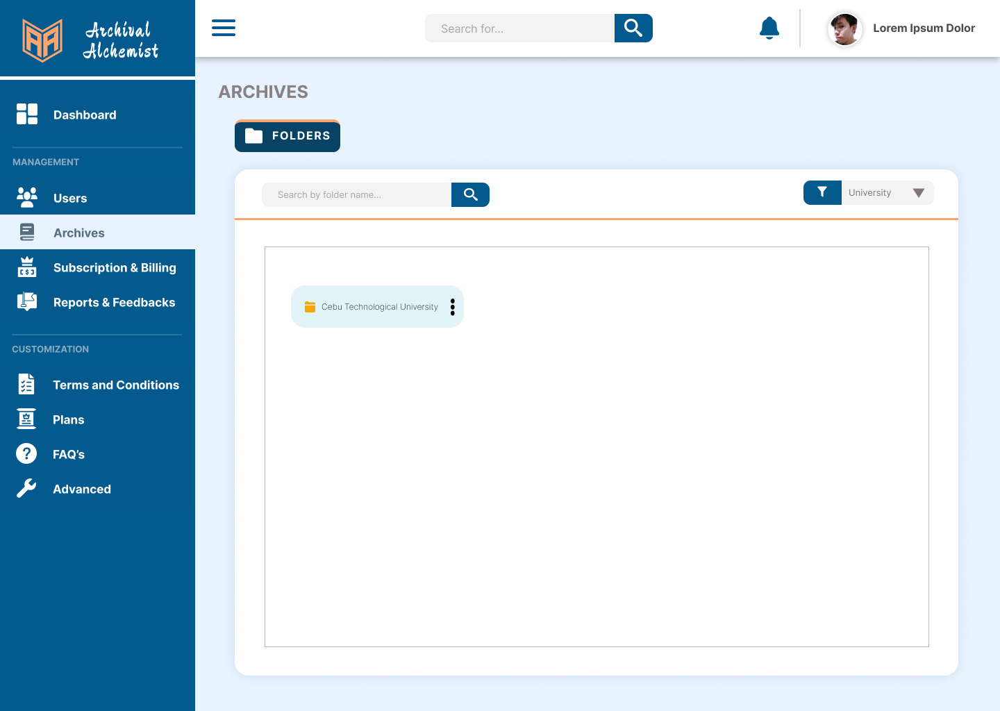 Archival
Alchemist
Search for...
Lorem Ipsum Dolor
Dashboard
MANAGEMENT
Users
Archives
Subscription & Billing
Reports & Feedbacks
CUSTOMIZATION
Terms and Conditions
Plans
FAQ's
Advanced
ARCHIVES
FOLDERS
Search by folder name...
University
Cebu Technological University